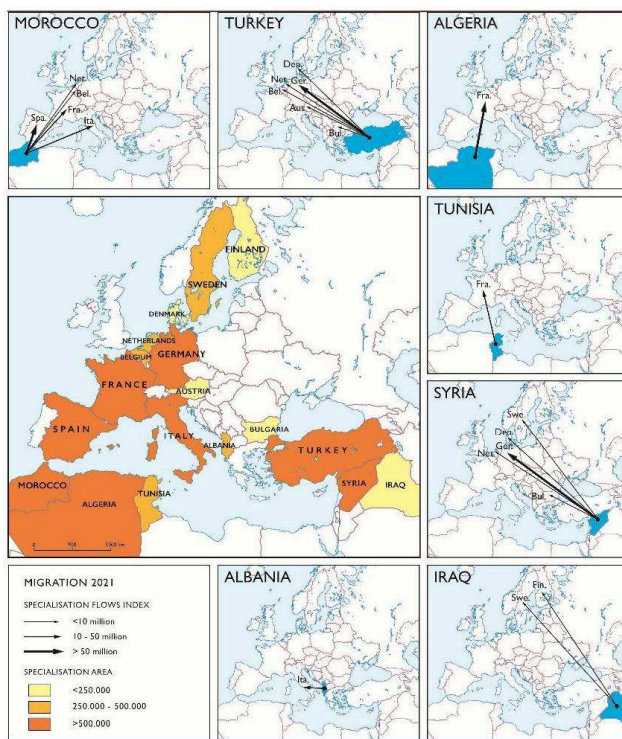 MOROCCO
Net.
Bel.
Fra.
Spa.
Ita.
TURKEY
Den.
Net. Ger.
Bel.
Aus
Bul.
ALGERIA
Fra.
FINLAND
SWEDEN
DENMARK
NETHERLANDS
BELGIUM
GERMANY
FRANCE
AUSTRIA
SPAIN
ITALY
BULGARIA
ALBANIA
TURKEY
MOROCCO
ALGERIA
TUNISIA
SYRIA
IRAQ
TUNISIA
Fra.
SYRIA
Swe.
Den.
Ger.
Net.
Bul.
MIGRATION 2021
SPECIALISATION FLOWS INDEX
<10 million
10 - 50 million
> 50 million
SPECIALISATION AREA
<250.000
250.000 - 500.000
>500.000
ALBANIA
Ita.
IRAQ
Fin.
Swe.